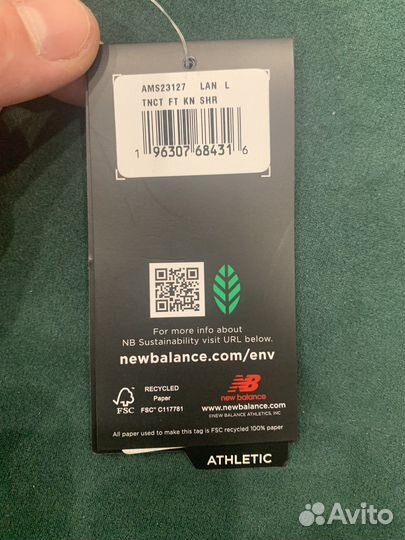 AMS23127 LAN L
TNCT FT KN SHR
1 96307 68431 6
For more info about
NB Sustainability visit URL below.
newbalance.com/env
FSC
RECYCLED
Paper
FSC® C117781
NB
new balance
www.newbalance.com
©NEW BALANCE ATHLETICS, INC
All paper used to make this tag is FSC recycled 100% paper
ATHLETIC
Avito